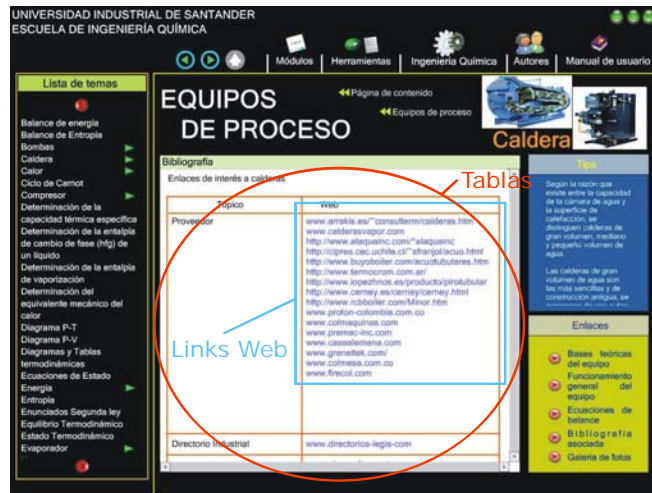 UNIVERSIDAD INDUSTRIAL DE SANTANDER
ESCUELA DE INGENIERÍA QUÍMICA
Módulos
Herramientas
Ingeniería Química
Autores
Manual de usuario
Lista de temas
Balance de energía
Balance de Entropía
Bombas
Caldera
Calor
Ciclo de Carnot
Compresor
Determinación de la
capacidad térmica específica
Determinación de la entalpia
de cambio de fase (hfg) de
un líquido
Determinación de la entalpia
de vaporización
Determinación del
equivalente mecánico del
calor
Diagrama P-T
Diagrama P-V
Diagramas y Tablas
termodinámicas
Ecuaciones de Estado
Energía
Entropía
Enunciados Segunda ley
Equilibrio Termodinámico
Estado Termodinámico
Evaporador
EQUIPOS
DE PROCESO
Página de contenido
Equipos de proceso
Caldera
Bibliografía
Enlaces de interés a calderas
Tablas
Tópico
Web
Proveedor
www.arrakis.es/~consulterm/calderas.htm
www.calderasvapor.com
http://www.alaquainc.com/*alaquainc
http://cipres.cec.uchile.cl/~sfranjol/acuo.html
http://www.buyoboiler.com/acuotubulares.htm
http://www.termocrom.com.ar/
http://www.lopezhnos.es/producto/pirotubular
http://www.cerney.es/cerney/cerney.html
http://www.rcbboiler.com/Minor.htm
www.proton-colombia.com.co
www.colmaquinas.com
www.premac-inc.com
www.casaalemana.com
www.graneltek.com/
www.colmesa.com.co
www.firecol.com
Links Web
Directorio Industrial
www.directorios-legis-com
Tips
Según la razón que
existe entre la capacidad
de la cámara de agua y
la superficie de
calefacción, se
distinguen calderas de
gran volumen, mediano
y pequeño volumen de
agua.
Las calderas de gran
volumen de agua son
las más sencillas y de
construcción antigua, se
Enlaces
Bases teóricas
del equipo
Funcionamiento
general del
equipo
Ecuaciones de
balance
Bibliografía
asociada
Galería de fotos